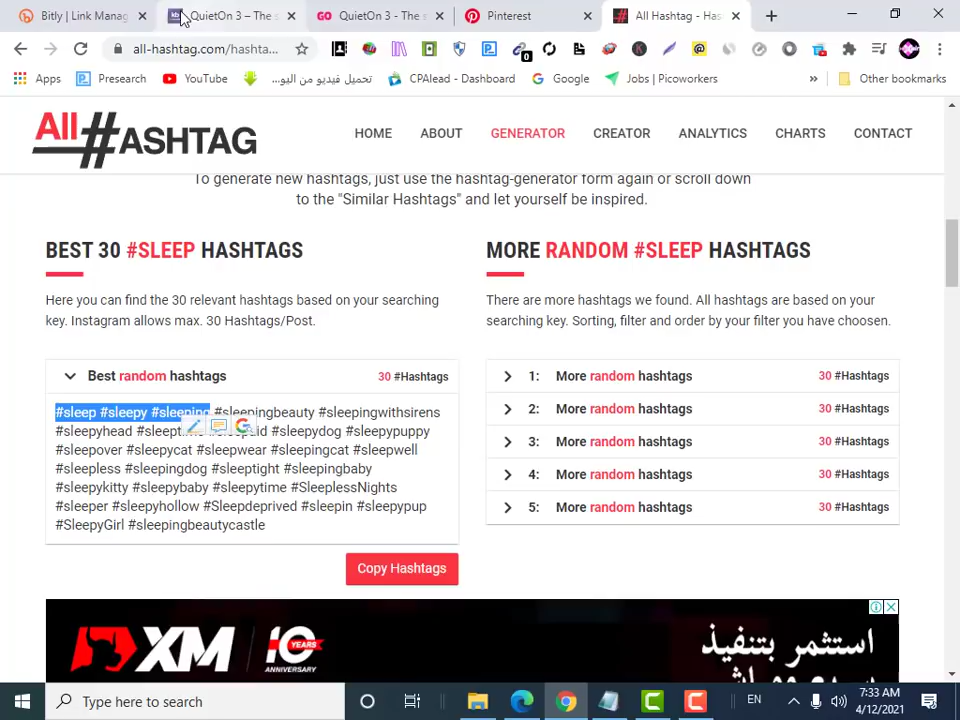 Bitly | Link Manag
QuietOn 3 – The s
QuietOn 3 - The s
Pinterest
All Hashtag - Has
all-hashtag.com/hashta...
0
Apps
Presearch
YouTube
تحميل فيديو من اليو...
CPAlead - Dashboard
Google
Jobs | Picoworkers
»
Other bookmarks
All #ASHTAG
HOME
ABOUT
GENERATOR
CREATOR
ANALYTICS
CHARTS
CONTACT
To generate new hashtags, just use the hashtag-generator form again or scroll down
to the "Similar Hashtags" and let yourself be inspired.
BEST 30 #SLEEP HASHTAGS
Here you can find the 30 relevant hashtags based on your searching
key. Instagram allows max. 30 Hashtags/Post.
Best random hashtags
30 #Hashtags
#sleep #sleepy #sleeping #sleepingbeauty #sleepingwithsirens
#sleepyhead #sleept #sleepydog #sleepypuppy
#sleepover #sleepycat #sleepwear #sleepingcat #sleepwell
#sleepless #sleepingdog #sleeptight #sleepingbaby
#sleepykitty #sleepybaby #sleepytime #SleeplessNights
#sleeper #sleepyhollow #Sleepdeprived #sleepin #sleepypup
#SleepyGirl #sleepingbeautycastle
Copy Hashtags
MORE RANDOM #SLEEP HASHTAGS
There are more hashtags we found. All hashtags are based on your
searching key. Sorting, filter and order by your filter you have choosen.
1: More random hashtags 30 #Hashtags
2: More random hashtags 30 #Hashtags
3: More random hashtags 30 #Hashtags
4: More random hashtags 30 #Hashtags
5: More random hashtags 30 #Hashtags
XM
10 YEARS
ANNIVERSARY
استثمر بتنفيذ
Type here to search
EN
7:33 AM
4/12/2021